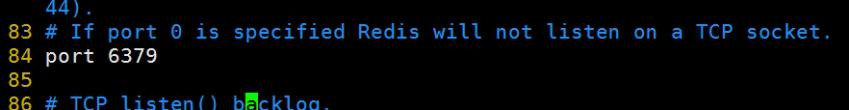 44).
83 # If port 0 is specified Redis will not listen on a TCP socket.
84 port 6379
85
86 # TCP listen() backlog.